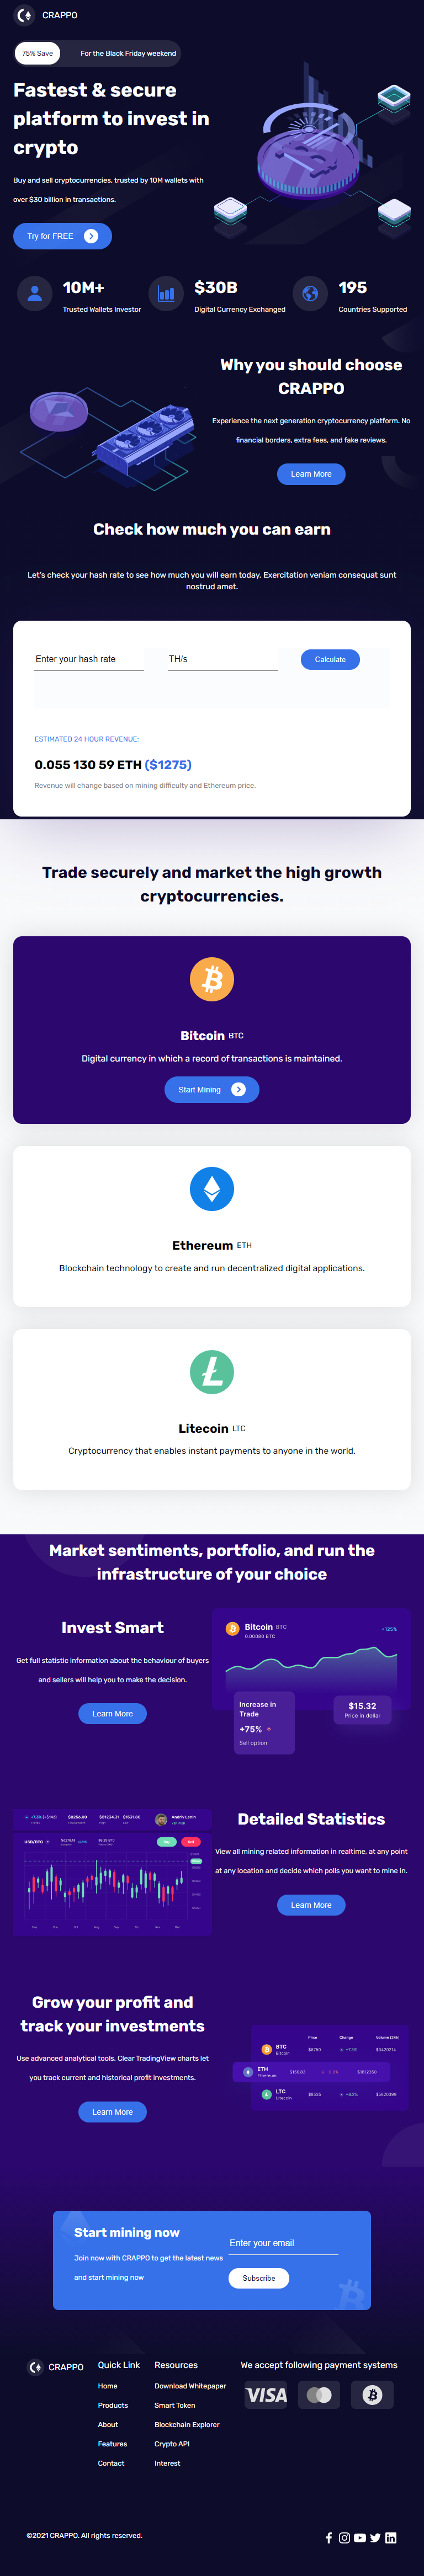 CRAPPO
75% Save
For the Black Friday weekend
Fastest & secure
platform to invest in
crypto
Buy and sell cryptocurrencies, trusted by 10M wallets with
over $30 billion in transactions.
Try for FREE
10M+
Trusted Wallets Investor
$30B
Digital Currency Exchanged
195
Countries Supported
Why you should choose
CRAPPO
Experience the next generation cryptocurrency platform. No
financial borders, extra fees, and fake reviews.
Learn More
Check how much you can earn
Let's check your hash rate to see how much you will earn today, Exercitation veniam consequat sunt
nostrud amet.
Enter your hash rate
TH/s
Calculate
ESTIMATED 24 HOUR REVENUE:
0.055 130 59 ETH ($1275)
Revenue will change based on mining difficulty and Ethereum price.
Trade securely and market the high growth
cryptocurrencies.
Bitcoin BTC
Digital currency in which a record of transactions is maintained.
Start Mining
Ethereum ETH
Blockchain technology to create and run decentralized digital applications.
Litecoin LTC
Cryptocurrency that enables instant payments to anyone in the world.
Market sentiments, portfolio, and run the
infrastructure of your choice
Invest Smart
Get full statistic information about the behaviour of buyers
and sellers will help you to make the decision.
Learn More
Bitcoin BTC
0.00080 BTC
+125%
Increase in
Trade
+75%
Sell option
$15.32
Price in dollar
Andriy Lenin
USD/BTC
Buy
Sell
Detailed Statistics
View all mining related information in realtime, at any point
at any location and decide which polls you want to mine in.
Learn More
Grow your profit and
track your investments
Use advanced analytical tools. Clear TradingView charts let
you track current and historical profit investments.
Learn More
Price
Change
Volume (24h)
BTC
Bitcoin
$6750
+7.3%
$3420014
ETH
Ethereum
LTC
Litecoin
$8535
+6.2%
Start mining now
Join now with CRAPPO to get the latest news
and start mining now
Enter your email
Subscribe
CRAPPO
Quick Link
Home
Products
About
Features
Contact
Resources
Download Whitepaper
Smart Token
Blockchain Explorer
Crypto API
Interest
We accept following payment systems
VISA
©2021 CRAPPO. All rights reserved.